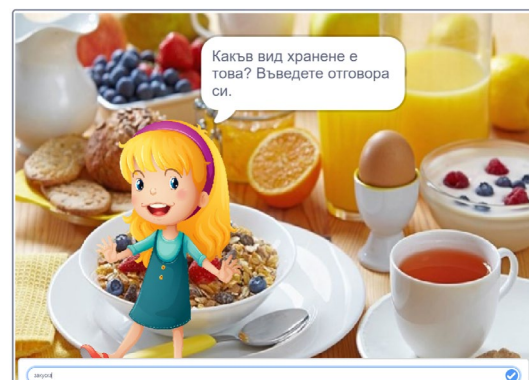 Какъв вид хранене е
това? Въведете отговора
си.